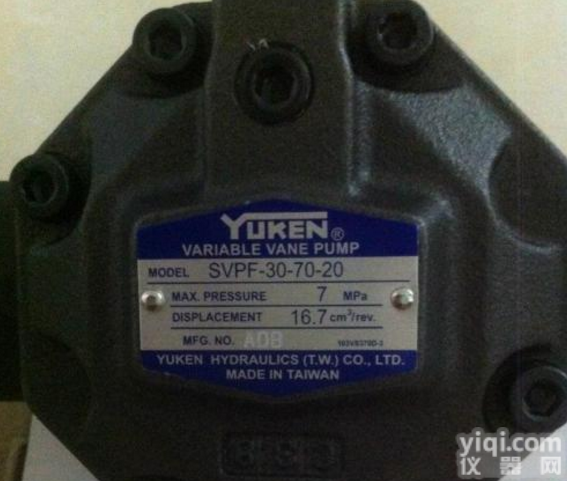 YUKEN®
VARIABLE VANE PUMP
MODEL SVPF-30-70-20
MAX. PRESSURE 7 MPa
DISPLACEMENT 16.7 cm³/rev.
MFG. NO. ADB
YUKEN HYDRAULICS (T.W.) CO., LTD.
MADE IN TAIWAN
yiqi.com
仪器网